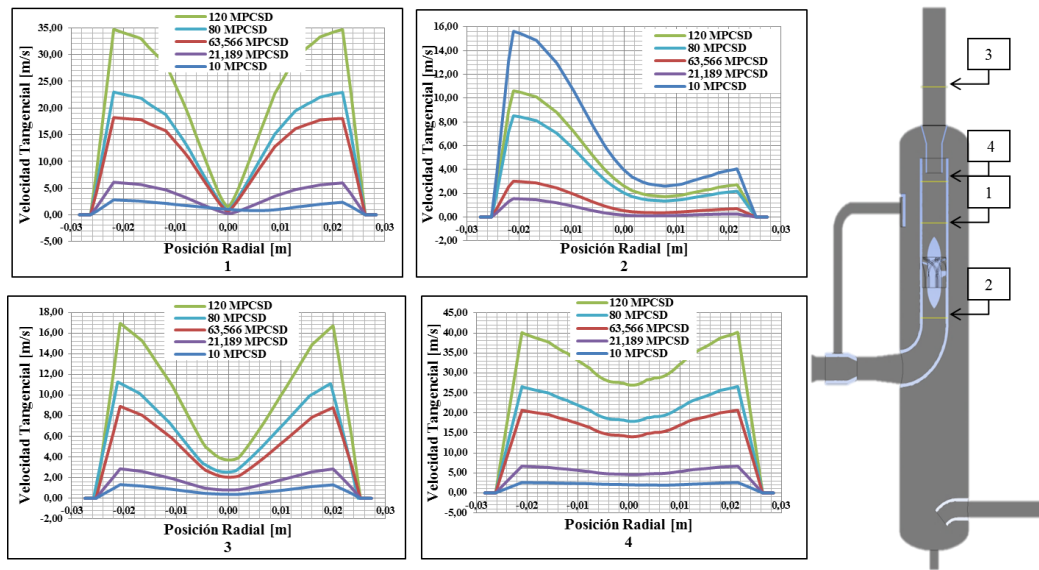 35,00
30,00
25,00
20,00
15,00
10,00
5,00
0,00
-5,00
Velocidad Tangencial [m/s]
120 MPCSD
80 MPCSD
63,566 MPCSD
21,189 MPCSD
10 MPCSD
-0,03
-0,02
-0,01
0,00
0,01
0,02
0,03
Posición Radial [m]
1
16,00
14,00
12,00
10,00
8,00
6,00
4,00
2,00
0,00
-2,00
Velocidad Tangencial [m/s]
120 MPCSD
80 MPCSD
63,566 MPCSD
21,189 MPCSD
10 MPCSD
-0,03
-0,02
-0,01
0,00
0,01
0,02
0,03
Posición Radial [m]
2
18,00
16,00
14,00
12,00
10,00
8,00
6,00
4,00
2,00
0,00
-2,00
Velocidad Tangencial [m/s]
120 MPCSD
80 MPCSD
63,566 MPCSD
21,189 MPCSD
10 MPCSD
-0,03
-0,02
-0,01
0,00
0,01
0,02
0,03
Posición Radial [m]
3
45,00
40,00
35,00
30,00
25,00
20,00
15,00
10,00
5,00
0,00
-5,00
Velocidad Tangencial [m/s]
120 MPCSD
80 MPCSD
63,566 MPCSD
21,189 MPCSD
10 MPCSD
-0,03
-0,02
-0,01
0,00
0,01
0,02
0,03
Posición Radial [m]
4
3
4
1
2